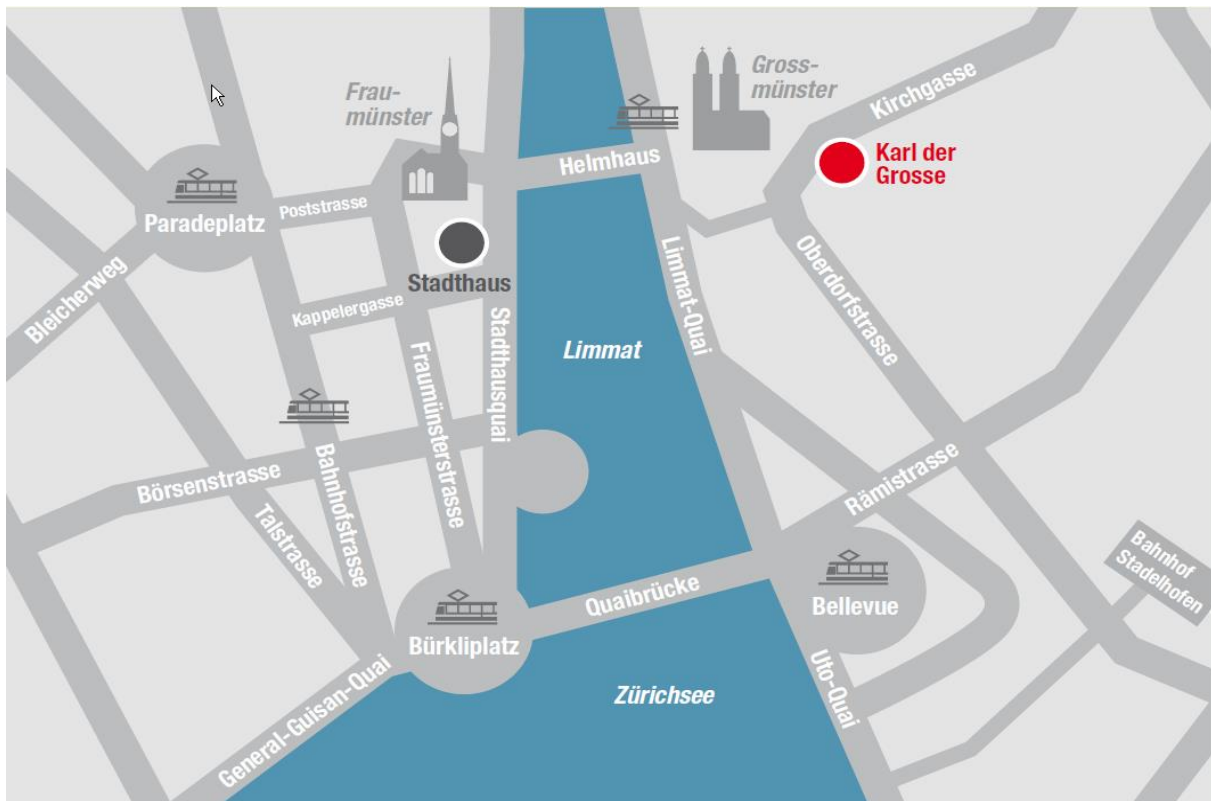 Frau-
münster
Gross-
münster
Kirchgasse
Karl der
Grosse
Helmhaus
Paradeplatz
Poststrasse
Stadthaus
Kappelergasse
Bleicherweg
Limmat-Quai
Oberdorfstrasse
Limmat
Stadthausquai
Fraumünsterstrasse
Börsenstrasse
Bahnhofstrasse
Talstrasse
Rämistrasse
Bahnhof
Stadelhofen
Quaibrücke
Bellevue
Bürkliplatz
General-Guisan-Quai
Uto-Quai
Zürichsee